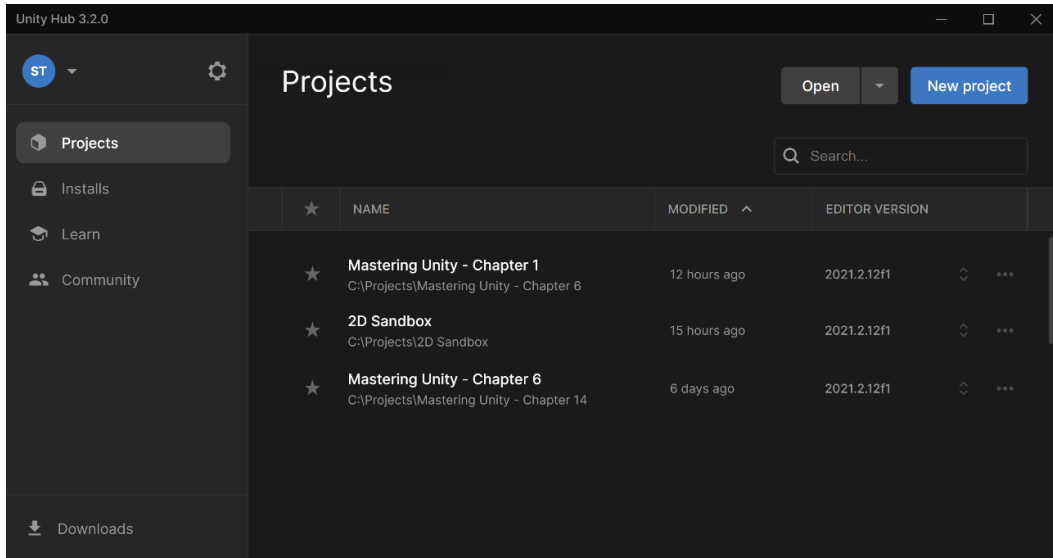 Unity Hub 3.2.0
ST
Projects
Installs
Learn
Community
Downloads
Projects
Open
New project
Search...
NAME MODIFIED EDITOR VERSION
Mastering Unity - Chapter 1
C:\Projects\Mastering Unity - Chapter 6
12 hours ago
2021.2.12f1
2D Sandbox
C:\Projects\2D Sandbox
15 hours ago
2021.2.12f1
Mastering Unity - Chapter 6
C:\Projects\Mastering Unity - Chapter 14
6 days ago
2021.2.12f1